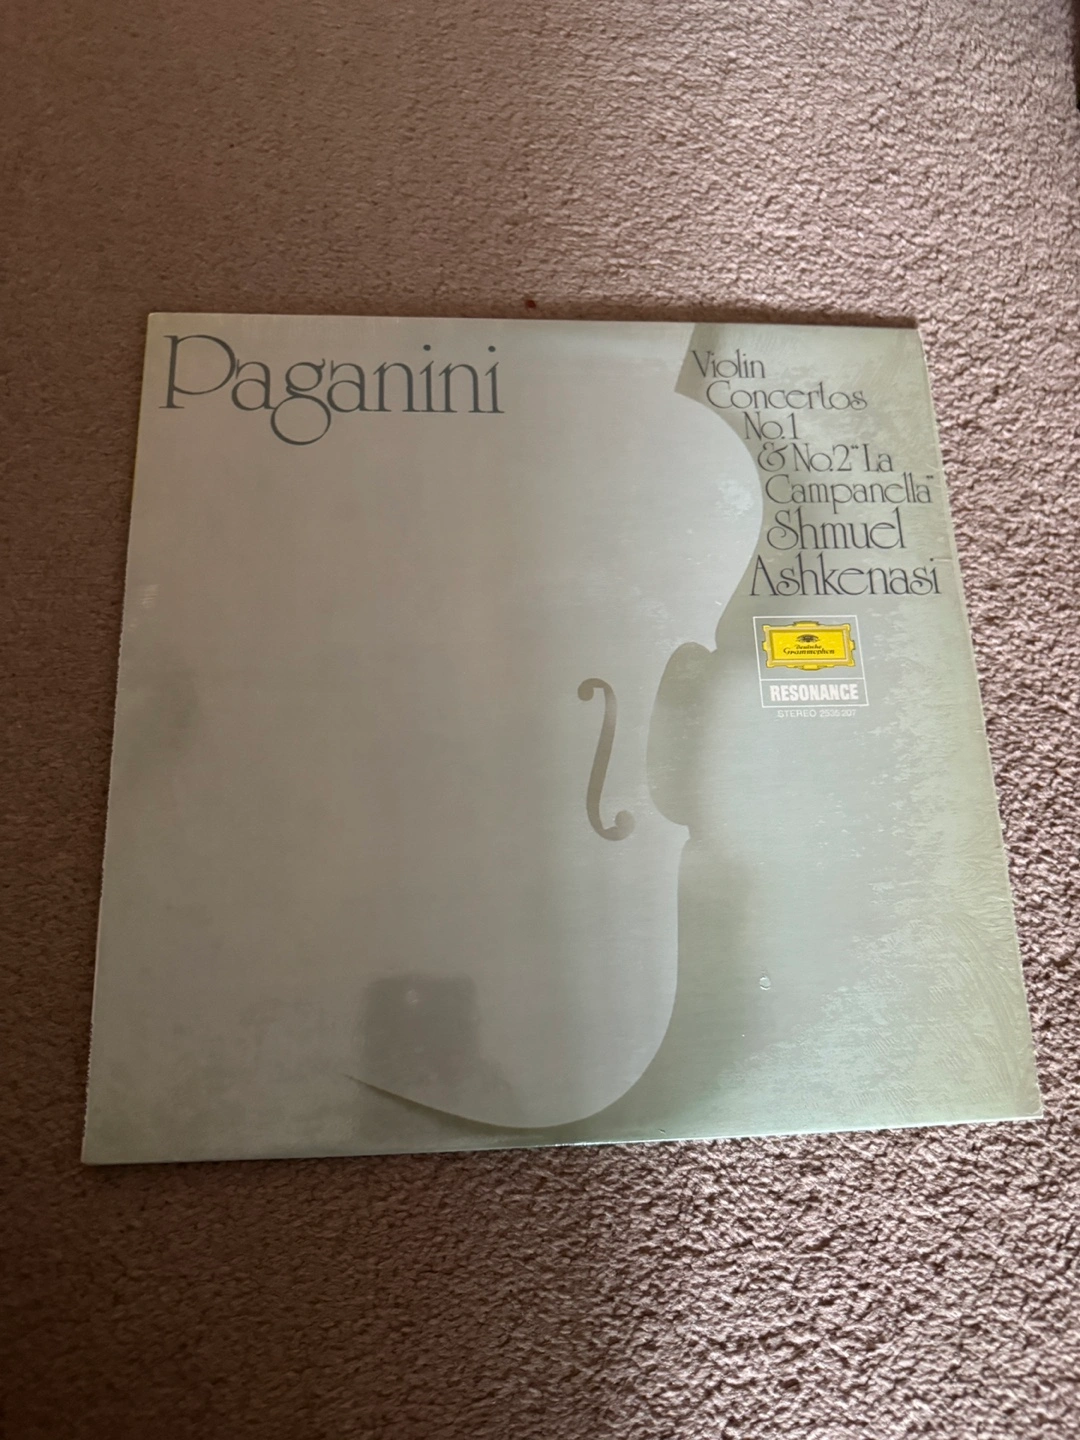 Paganini
Violin
Concertos
No.1
& No.2 "La
Campanella"
Shmuel
Ashkenasi
Deutsche
Grammophon
RESONANCE
STEREO 2535 207